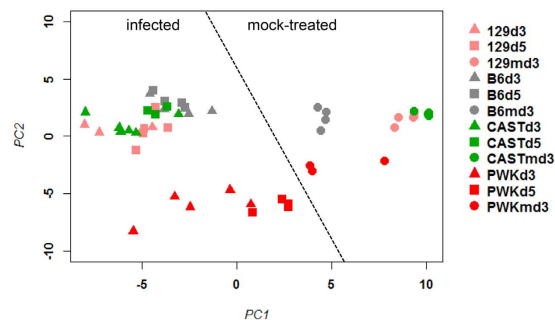 infected
mock-treated
10
5
0
-5
-10
PC2
-5
0
5
10
PC1
129d3
129d5
129md3
B6d3
B6d5
B6md3
CASTd3
CASTd5
CASTmd3
PWKd3
PWKd5
PWKmd3